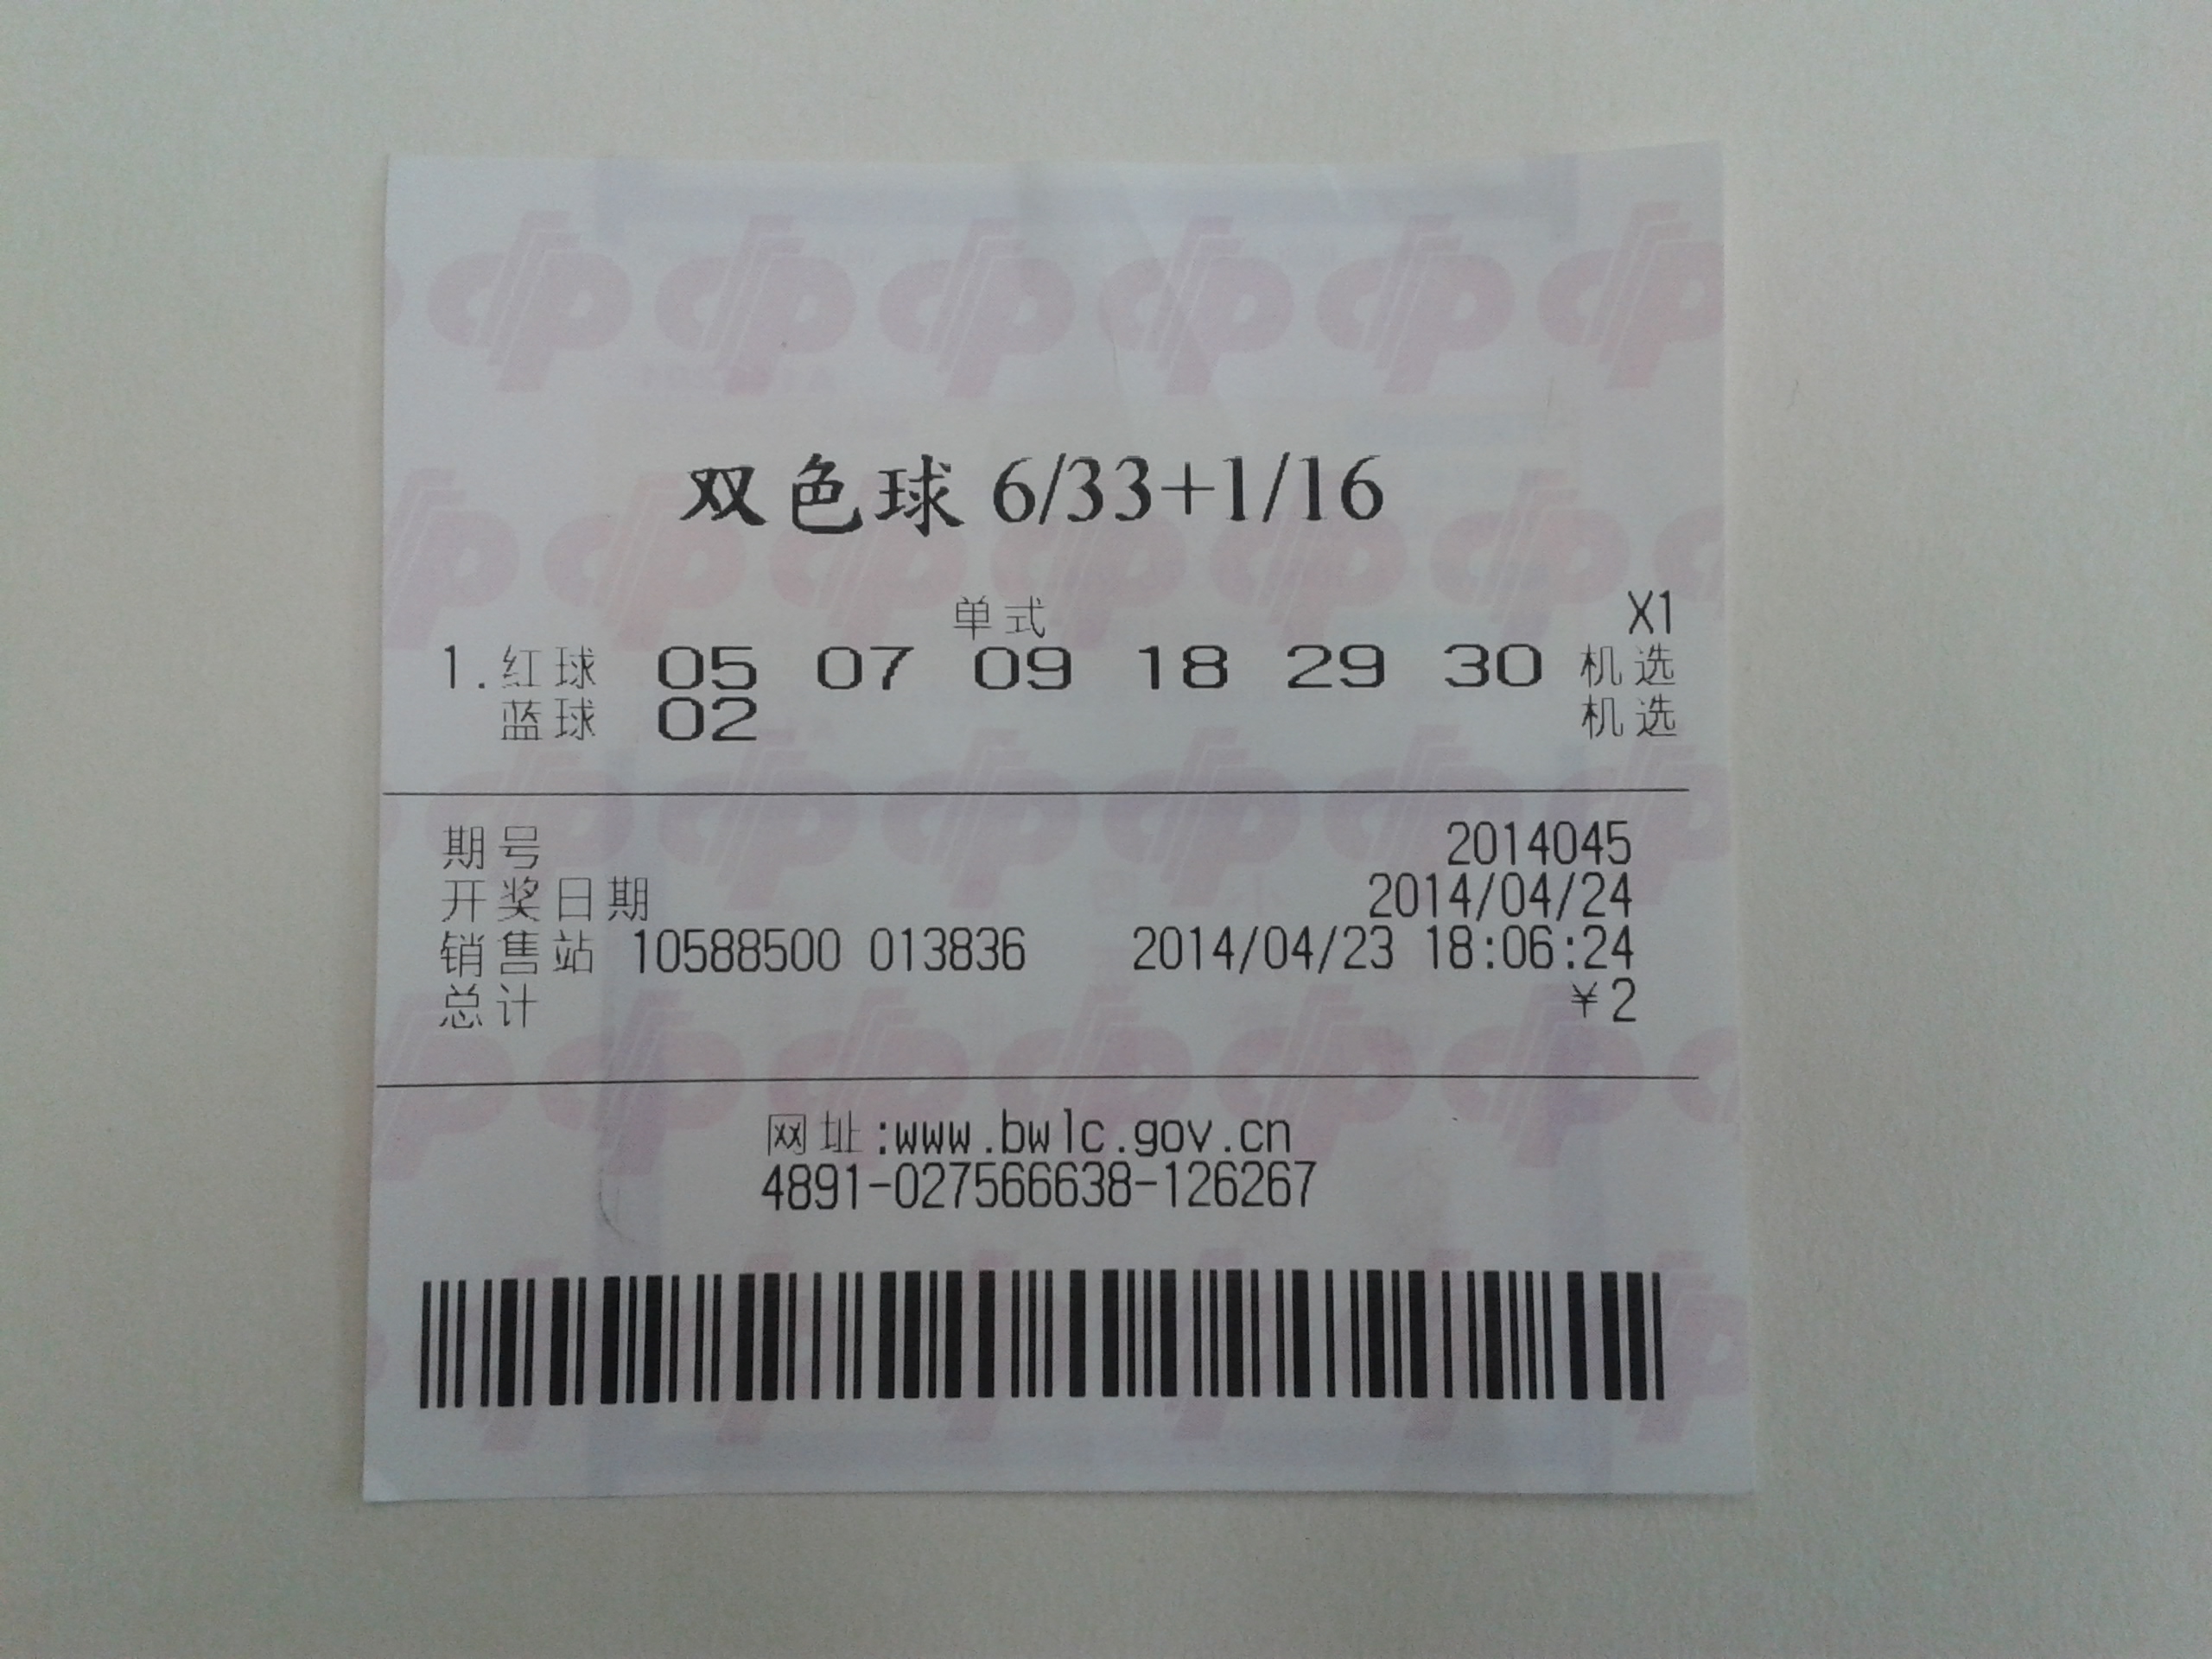 双色球 6/33+1/16
单式 X1
1.红球 05 07 09 18 29 30 机选
蓝球 02 机选
期号 2014045
开奖日期 2014/04/24
销售站 10588500 013836 2014/04/23 18:06:24
总计 ¥2
网址:www.bwlc.gov.cn
4891-027566638-126267